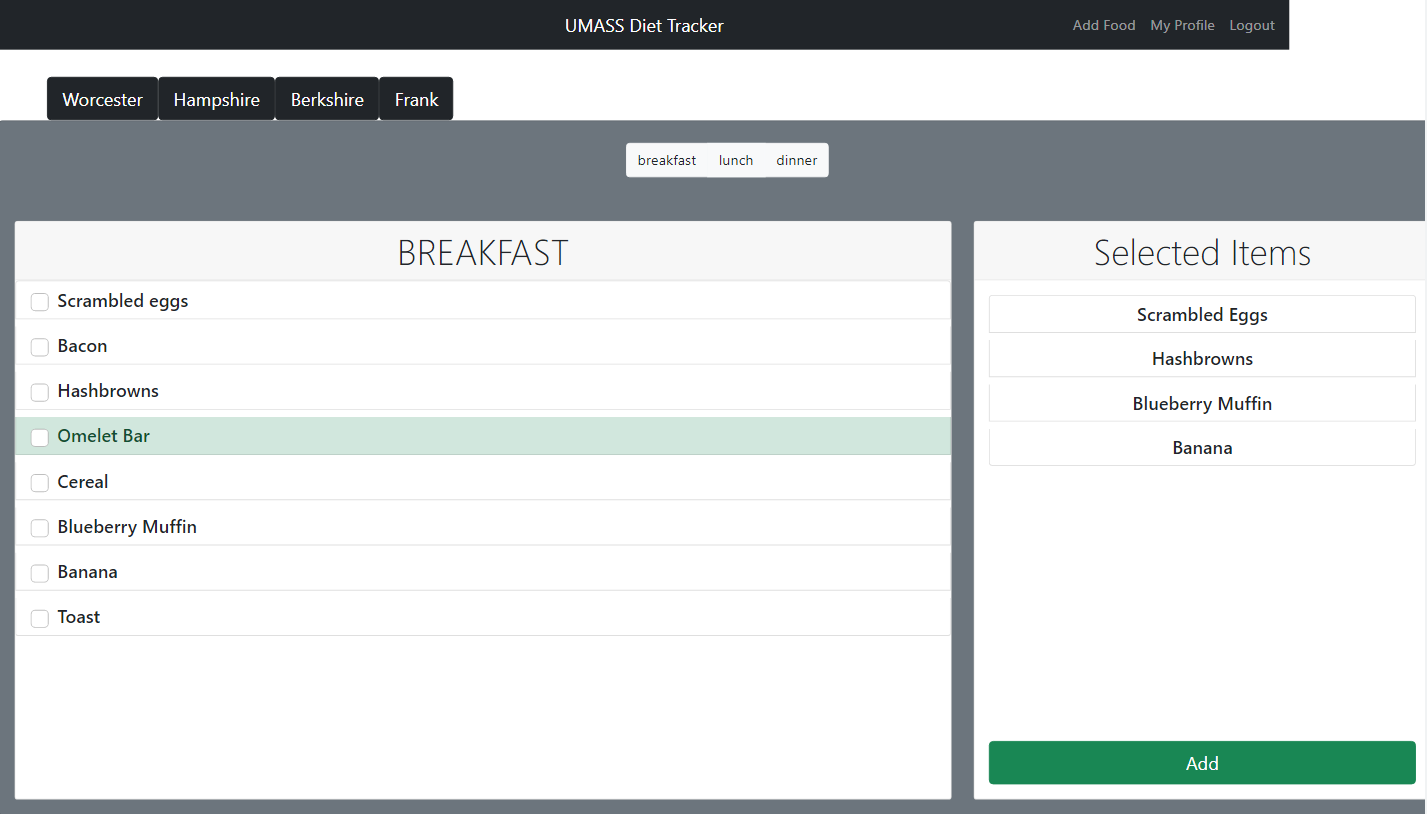 UMASS Diet Tracker
Add Food My Profile Logout
Worcester Hampshire Berkshire Frank
breakfast lunch dinner
BREAKFAST
Scrambled eggs
Bacon
Hashbrowns
Omelet Bar
Cereal
Blueberry Muffin
Banana
Toast
Selected Items
Scrambled Eggs
Hashbrowns
Blueberry Muffin
Banana
Add